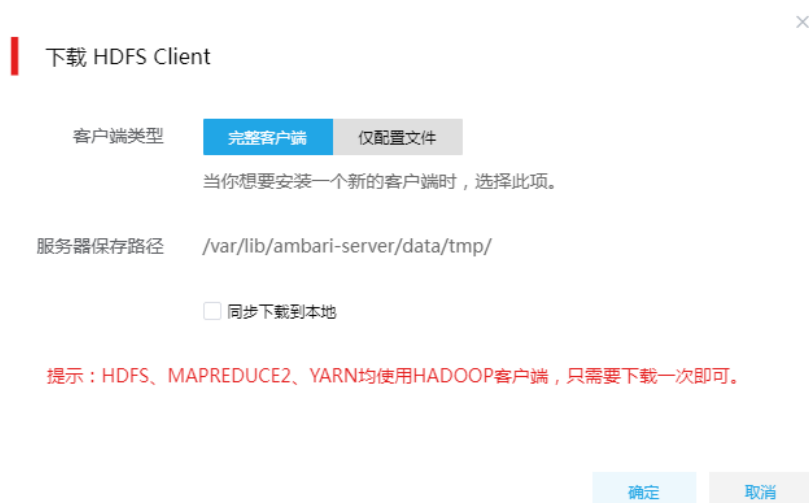 下载 HDFS Client
客户端类型 完整客户端 仅配置文件
当你想要安装一个新的客户端时，选择此项。
服务器保存路径 /var/lib/ambari-server/data/tmp/
同步下载到本地
提示：HDFS、MAPREDUCE2、YARN均使用HADOOP客户端，只需要下载一次即可。
确定 取消